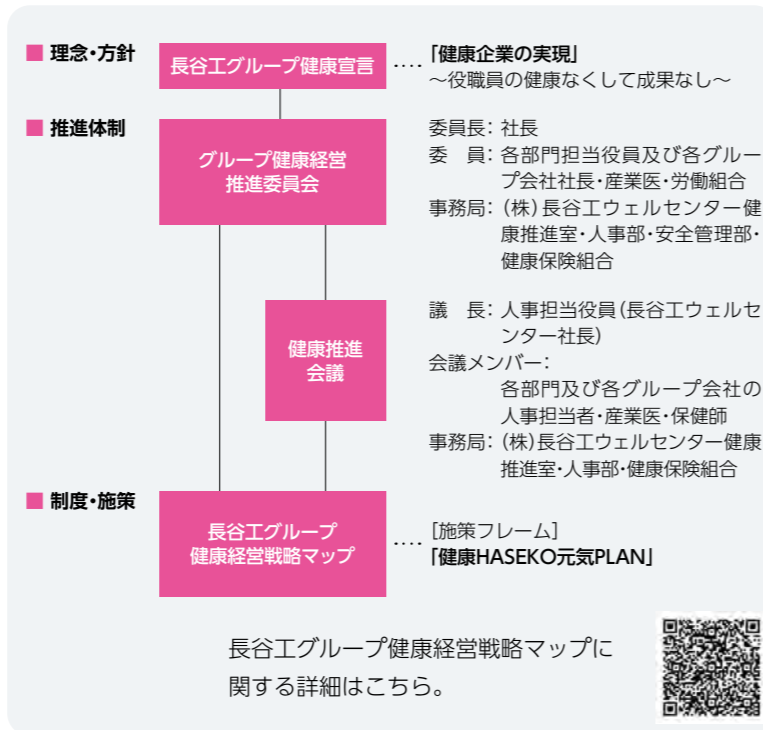 ■ 理念・方針
長谷工グループ健康宣言
‥‥「健康企業の実現」
～役職員の健康なくして成果なし～
■ 推進体制
グループ健康経営
推進委員会
委員長：社長
委　員：各部門担当役員及び各グルー
プ会社社長・産業医・労働組合
事務局：（株）長谷工ウェルセンター健
康推進室・人事部・安全管理部・
健康保険組合
健康推進
会議
議　長：人事担当役員（長谷工ウェルセ
ンター社長）
会議メンバー：
各部門及び各グループ会社の
人事担当者・産業医・保健師
事務局：（株）長谷工ウェルセンター健康
推進室・人事部・健康保険組合
■ 制度・施策
長谷工グループ
健康経営戦略マップ
‥‥［施策フレーム］
「健康HASEKO元気PLAN」
長谷工グループ健康経営戦略マップに
関する詳細はこちら。